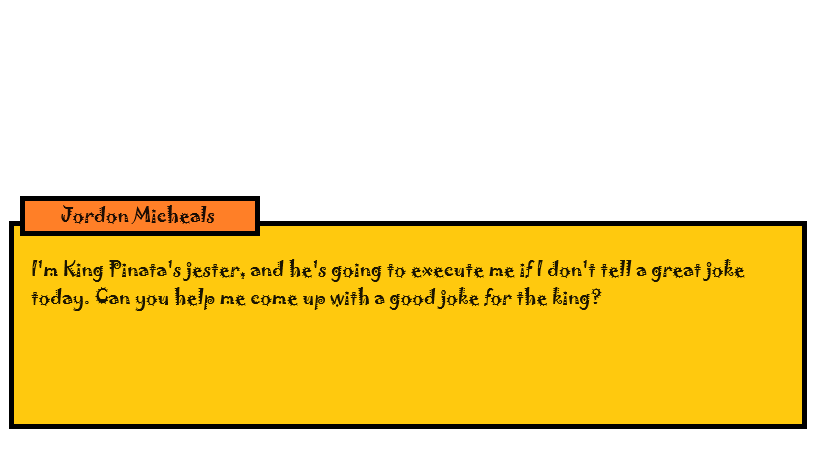 Jordon Micheals
I'm King Pinata's jester, and he's going to execute me if I don't tell a great joke
today. Can you help me come up with a good joke for the king?